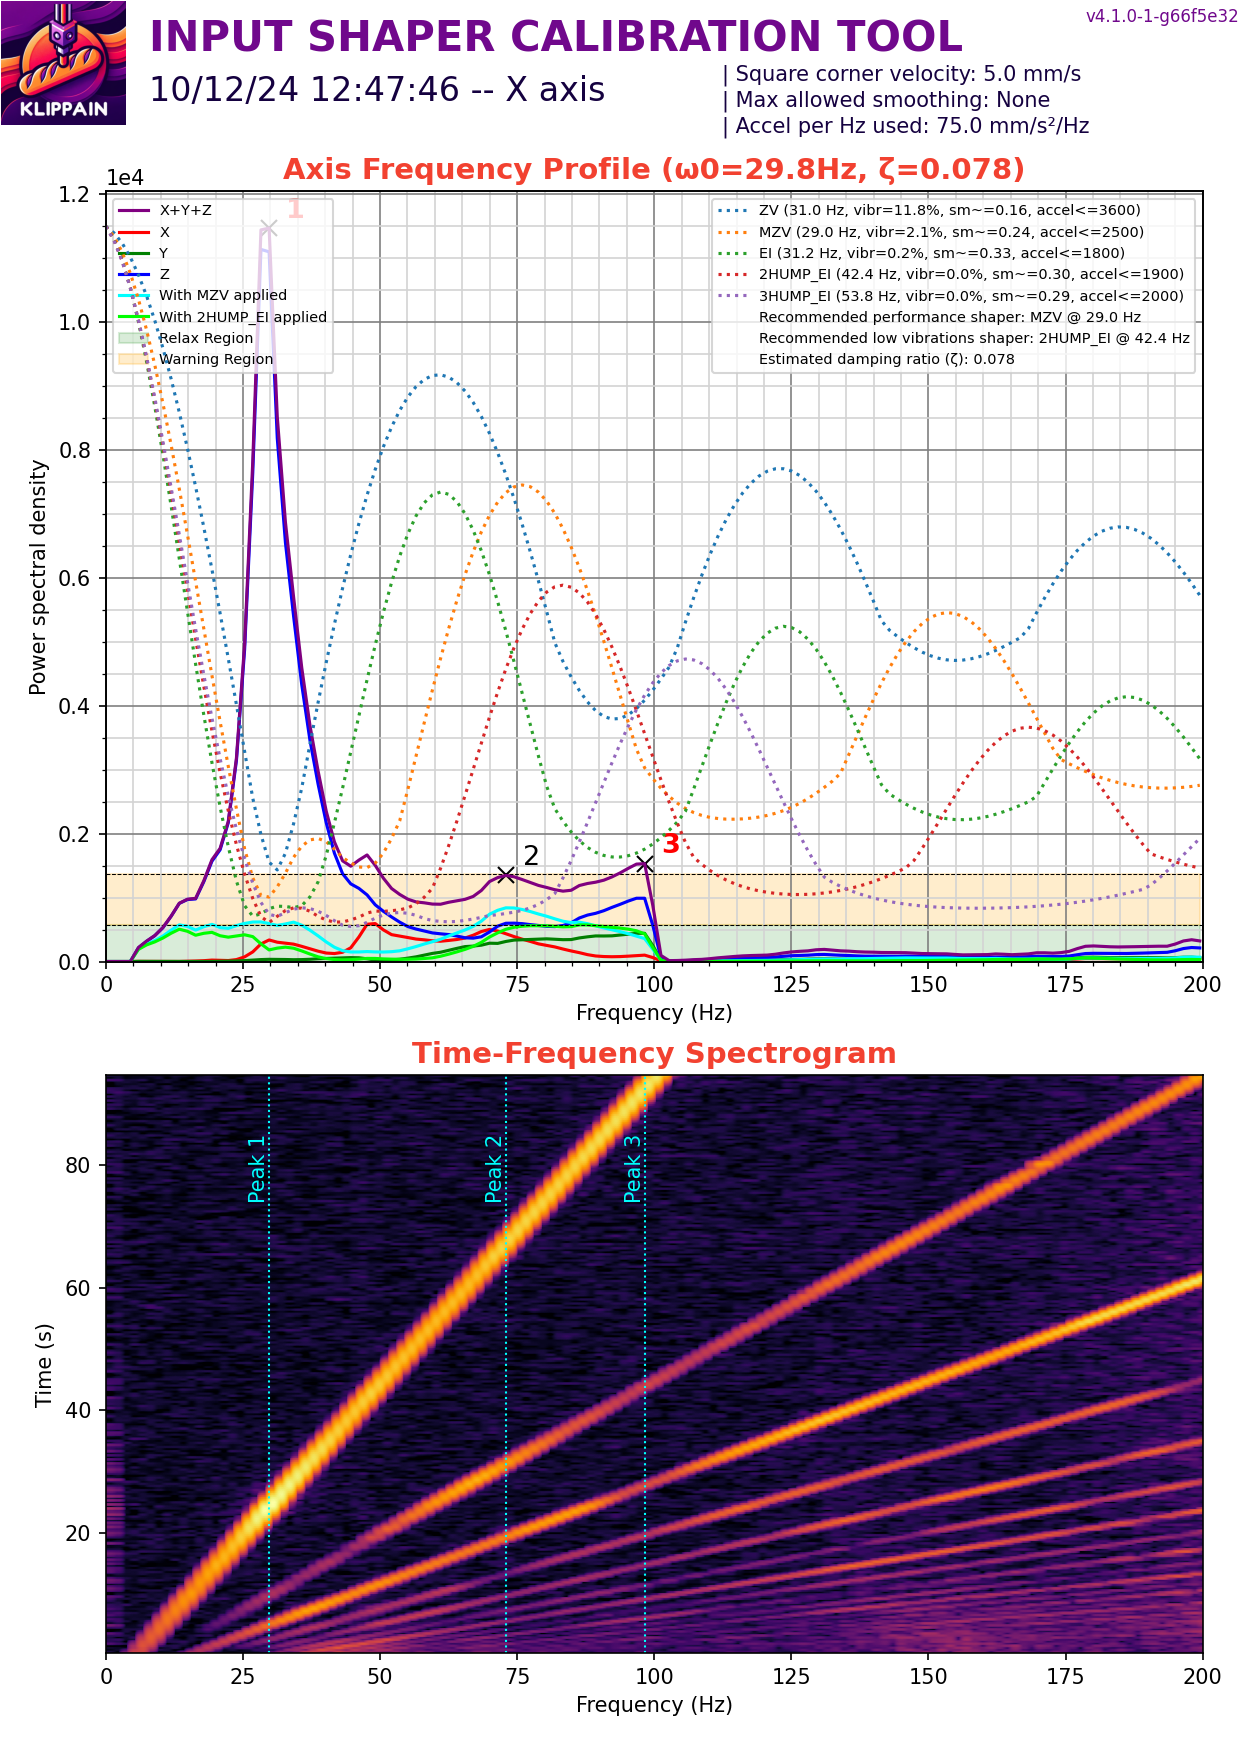 v4.1.0-1-g66f5e32
INPUT SHAPER CALIBRATION TOOL
KLIPPAIN
10/12/24 12:47:46 -- X axis
| Square corner velocity: 5.0 mm/s
| Max allowed smoothing: None
| Accel per Hz used: 75.0 mm/s²/Hz
Axis Frequency Profile (ω0=29.8Hz, ζ=0.078)
1e4
1.2
1.0
0.8
0.6
0.4
0.2
0.0
Power spectral density
X+Y+Z
X
Y
Z
With MZV applied
With 2HUMP_EI applied
Relax Region
Warning Region
1
2
3
ZV (31.0 Hz, vibr=11.8%, sm~=0.16, accel<=3600)
MZV (29.0 Hz, vibr=2.1%, sm~=0.24, accel<=2500)
EI (31.2 Hz, vibr=0.2%, sm~=0.33, accel<=1800)
2HUMP_EI (42.4 Hz, vibr=0.0%, sm~=0.30, accel<=1900)
3HUMP_EI (53.8 Hz, vibr=0.0%, sm~=0.29, accel<=2000)
Recommended performance shaper: MZV @ 29.0 Hz
Recommended low vibrations shaper: 2HUMP_EI @ 42.4 Hz
Estimated damping ratio (ζ): 0.078
0 25 50 75 100 125 150 175 200
Frequency (Hz)
Time-Frequency Spectrogram
80
60
40
20
Time (s)
Peak 1
Peak 2
Peak 3
0 25 50 75 100 125 150 175 200
Frequency (Hz)